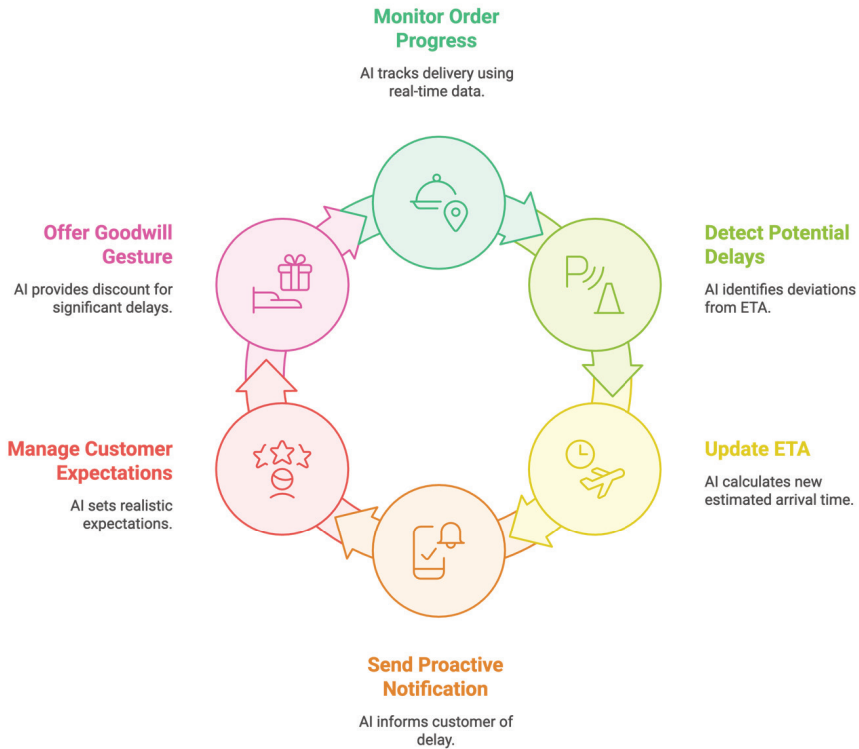 Monitor Order
Progress
AI tracks delivery using
real-time data.
Detect Potential
Delays
AI identifies deviations
from ETA.
Update ETA
AI calculates new
estimated arrival time.
Send Proactive
Notification
AI informs customer of
delay.
Manage Customer
Expectations
AI sets realistic
expectations.
Offer Goodwill
Gesture
AI provides discount for
significant delays.
P